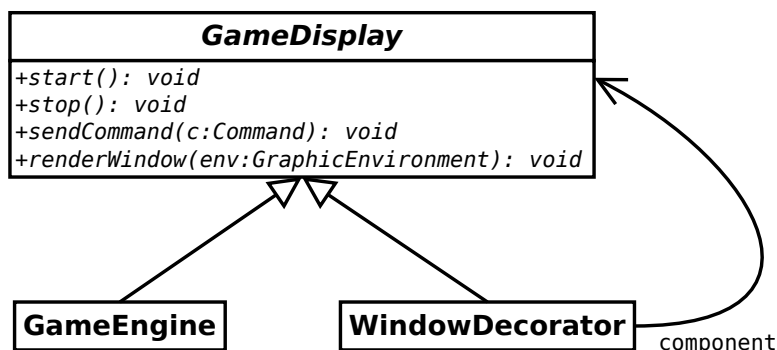 GameDisplay
+start(): void
+stop(): void
+sendCommand(c:Command): void
+renderWindow(env:GraphicEnvironment): void
GameEngine
WindowDecorator
component